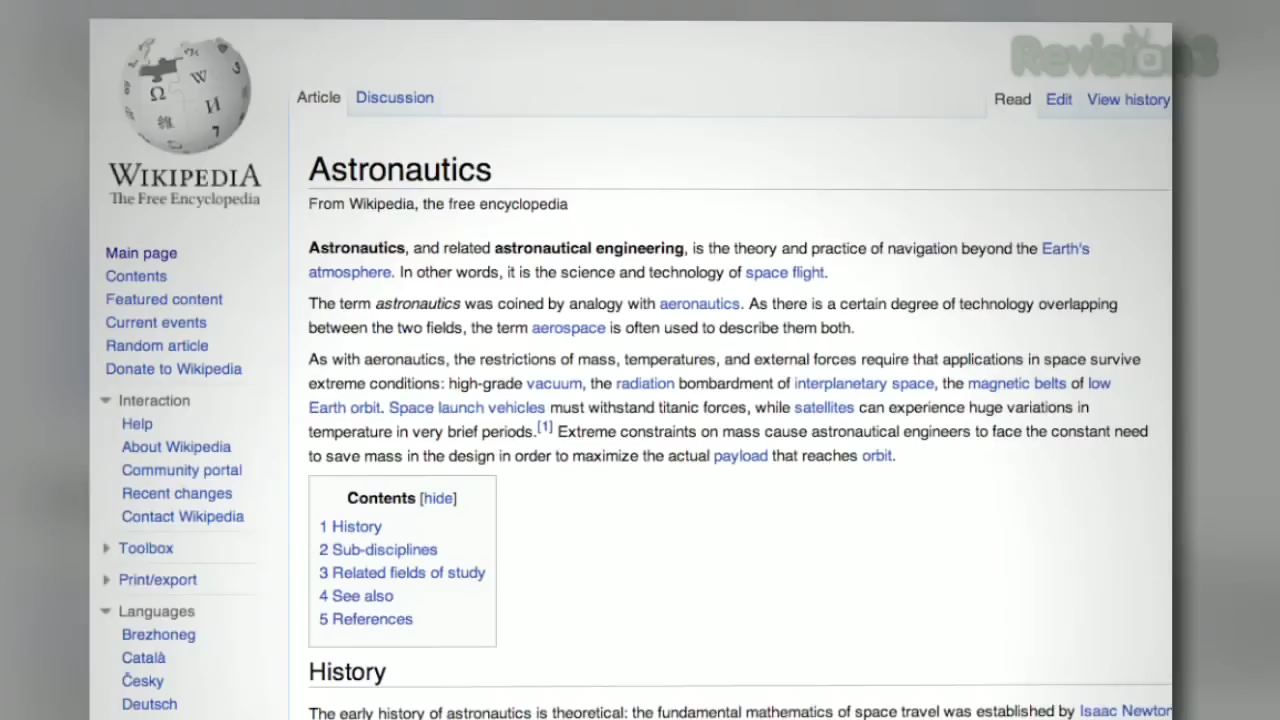 Revision3
WIKIPEDIA
The Free Encyclopedia
Main page
Contents
Featured content
Current events
Random article
Donate to Wikipedia
Interaction
Help
About Wikipedia
Community portal
Recent changes
Contact Wikipedia
Toolbox
Print/export
Languages
Brezhoneg
Català
Česky
Deutsch
Article Discussion
Read Edit View history
Astronautics
From Wikipedia, the free encyclopedia
Astronautics, and related astronautical engineering, is the theory and practice of navigation beyond the Earth's
atmosphere. In other words, it is the science and technology of space flight.
The term astronautics was coined by analogy with aeronautics. As there is a certain degree of technology overlapping
between the two fields, the term aerospace is often used to describe them both.
As with aeronautics, the restrictions of mass, temperatures, and external forces require that applications in space survive
extreme conditions: high-grade vacuum, the radiation bombardment of interplanetary space, the magnetic belts of low
Earth orbit. Space launch vehicles must withstand titanic forces, while satellites can experience huge variations in
temperature in very brief periods.[1] Extreme constraints on mass cause astronautical engineers to face the constant need
to save mass in the design in order to maximize the actual payload that reaches orbit.
Contents [hide]
1 History
2 Sub-disciplines
3 Related fields of study
4 See also
5 References
History
The early history of astronautics is theoretical: the fundamental mathematics of space travel was established by Isaac Newton